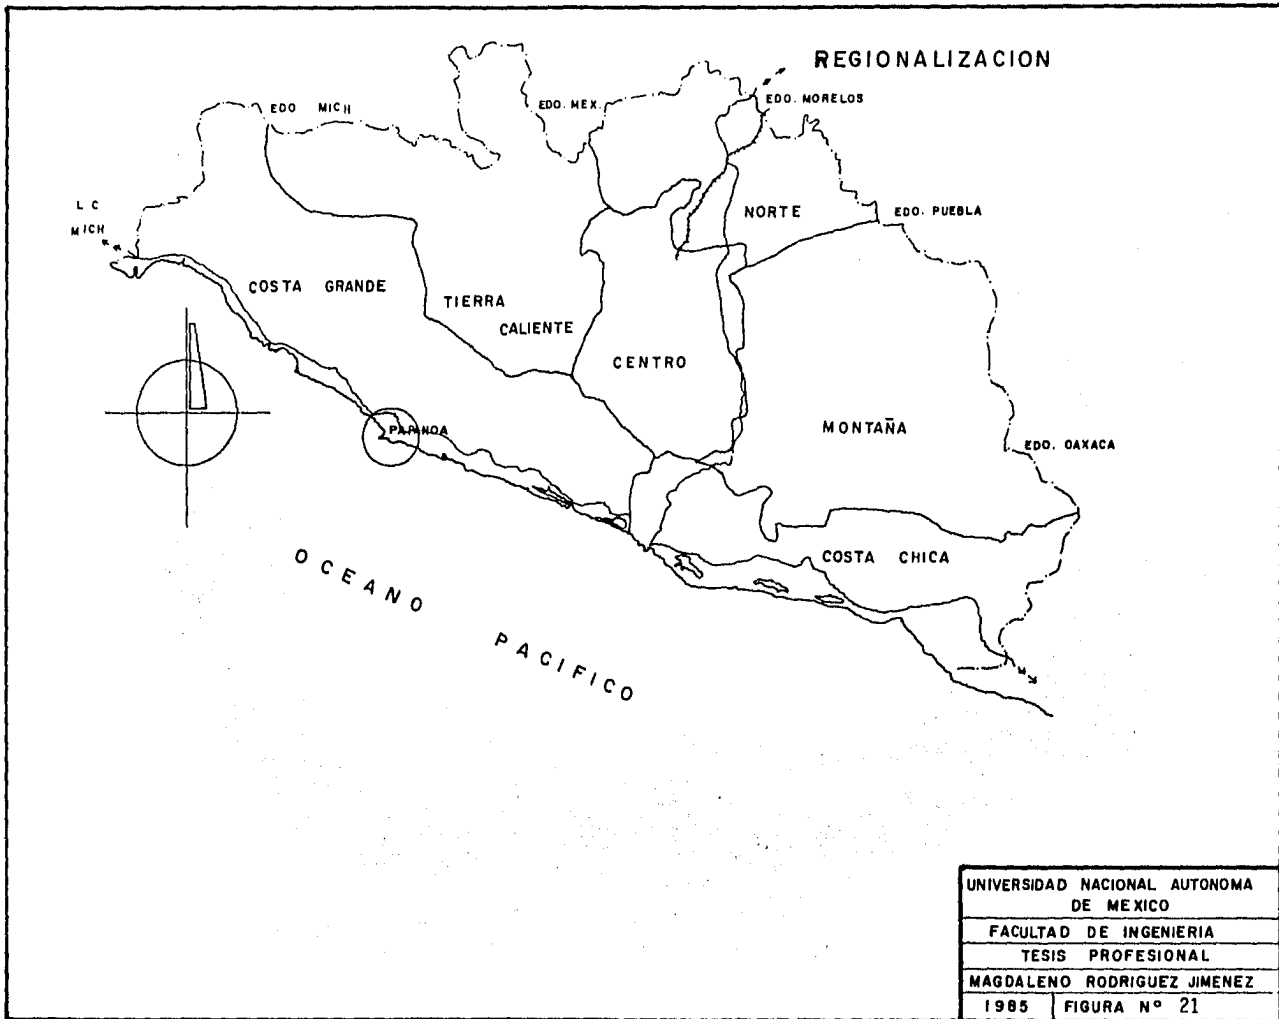 REGIONALIZACION
EDO MICH
EDO. MEX.
EDO. MORELOS
L C
MICH
NORTE
EDO. PUEBLA
COSTA GRANDE
TIERRA
CALIENTE
CENTRO
PAPANOA
MONTAÑA
EDO. OAXACA
COSTA CHICA
OCEANO PACIFICO
UNIVERSIDAD NACIONAL AUTONOMA
DE MEXICO
FACULTAD DE INGENIERIA
TESIS PROFESIONAL
MAGDALENO RODRIGUEZ JIMENEZ
1985 FIGURA Nº 21